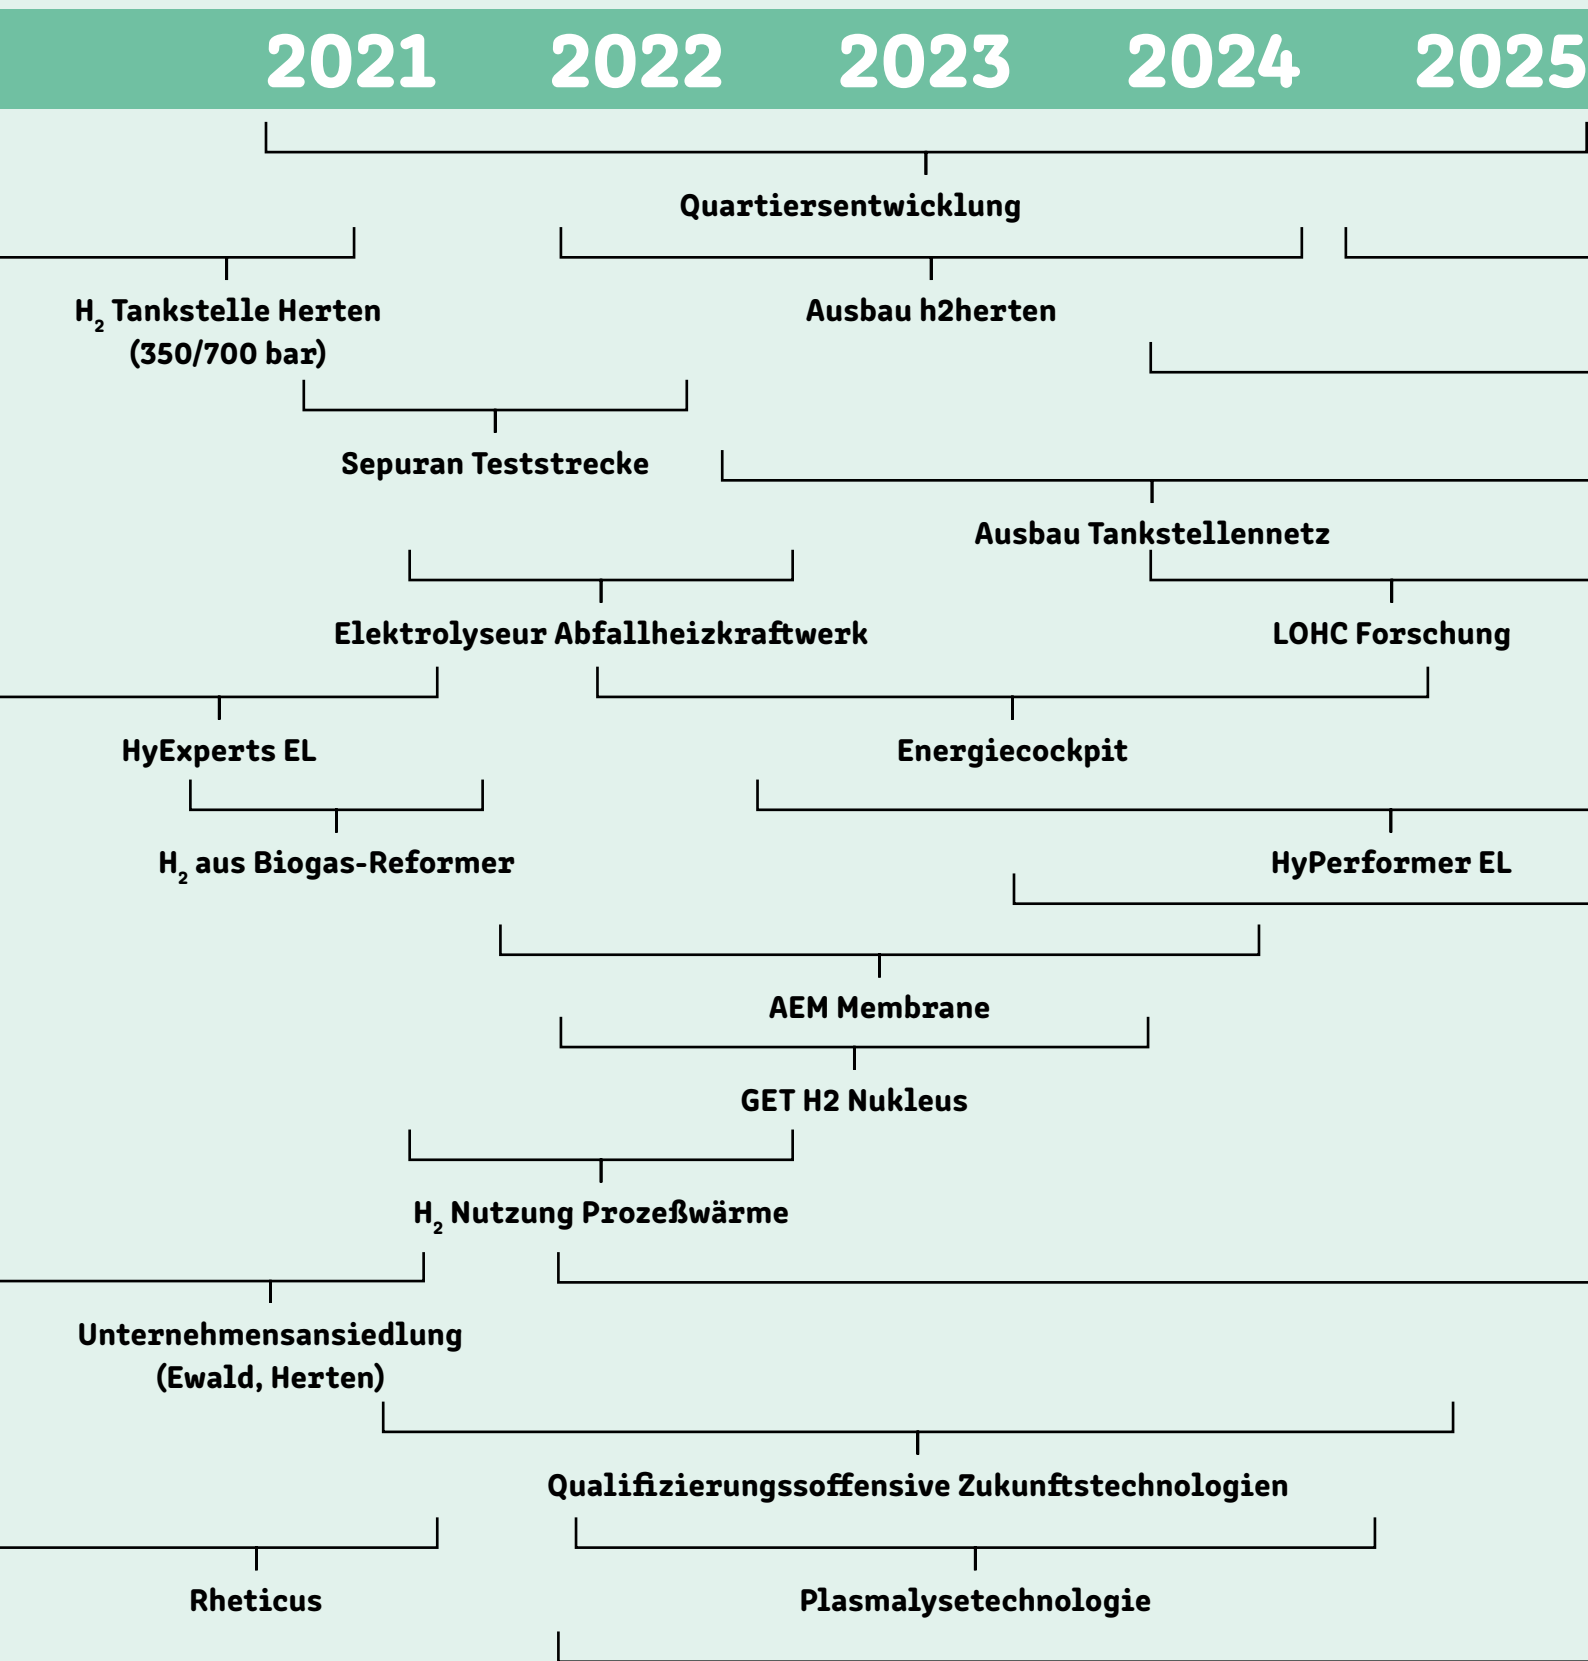 2021 2022 2023 2024 2025
Quartiersentwicklung
H₂ Tankstelle Herten
(350/700 bar)
Ausbau h2herten
Sepuran Teststrecke
Ausbau Tankstellennetz
Elektrolyseur Abfallheizkraftwerk
LOHC Forschung
HyExperts EL
Energiecockpit
H₂ aus Biogas-Reformer
HyPerformer EL
AEM Membrane
GET H2 Nukleus
H₂ Nutzung Prozeßwärme
Unternehmensansiedlung
(Ewald, Herten)
Qualifizierungssoffensive Zukunftstechnologien
Rheticus
Plasmalysetechnologie